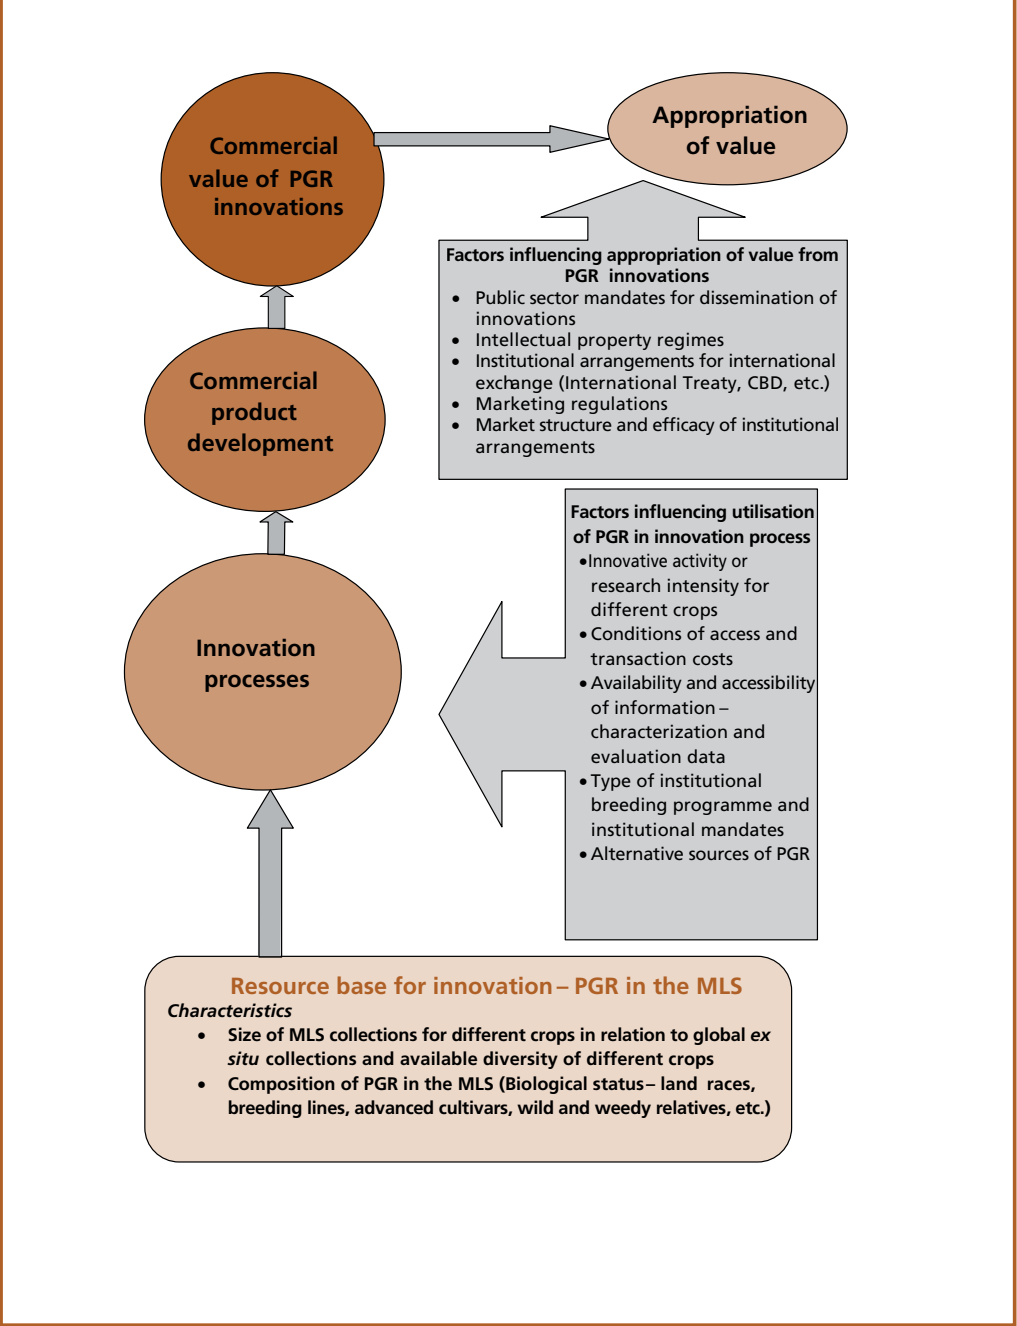 Commercial
value of PGR
innovations
Appropriation
of value
Factors influencing appropriation of value from
PGR innovations
• Public sector mandates for dissemination of
innovations
• Intellectual property regimes
• Institutional arrangements for international
exchange (International Treaty, CBD, etc.)
• Marketing regulations
• Market structure and efficacy of institutional
arrangements
Commercial
product
development
Factors influencing utilisation
of PGR in innovation process
• Innovative activity or
research intensity for
different crops
• Conditions of access and
transaction costs
• Availability and accessibility
of information –
characterization and
evaluation data
• Type of institutional
breeding programme and
institutional mandates
• Alternative sources of PGR
Innovation
processes
Resource base for innovation – PGR in the MLS
Characteristics
• Size of MLS collections for different crops in relation to global ex
situ collections and available diversity of different crops
• Composition of PGR in the MLS (Biological status – land races,
breeding lines, advanced cultivars, wild and weedy relatives, etc.)